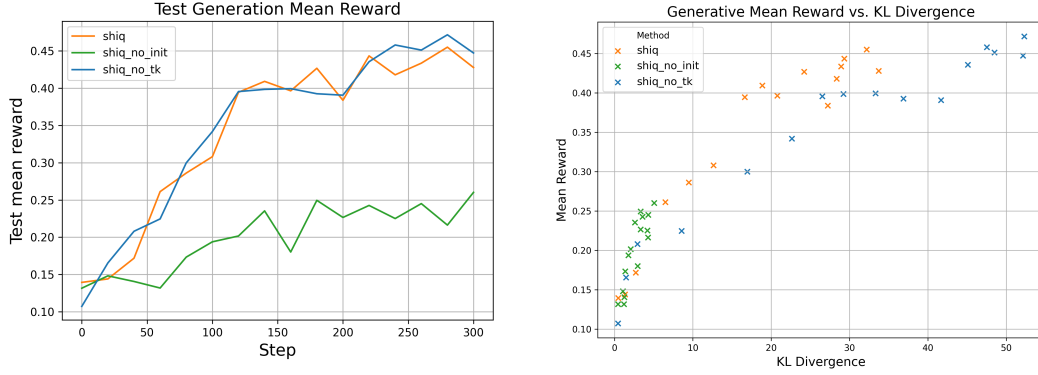 Test Generation Mean Reward
shiq
shiq_no_init
shiq_no_tk
0.45
0.40
0.35
0.30
0.25
0.20
0.15
0.10
Test mean reward
0 50 100 150 200 250 300
Step
Generative Mean Reward vs. KL Divergence
Method
shiq
shiq_no_init
shiq_no_tk
0.45
0.40
0.35
0.30
0.25
0.20
0.15
0.10
Mean Reward
0 10 20 30 40 50
KL Divergence